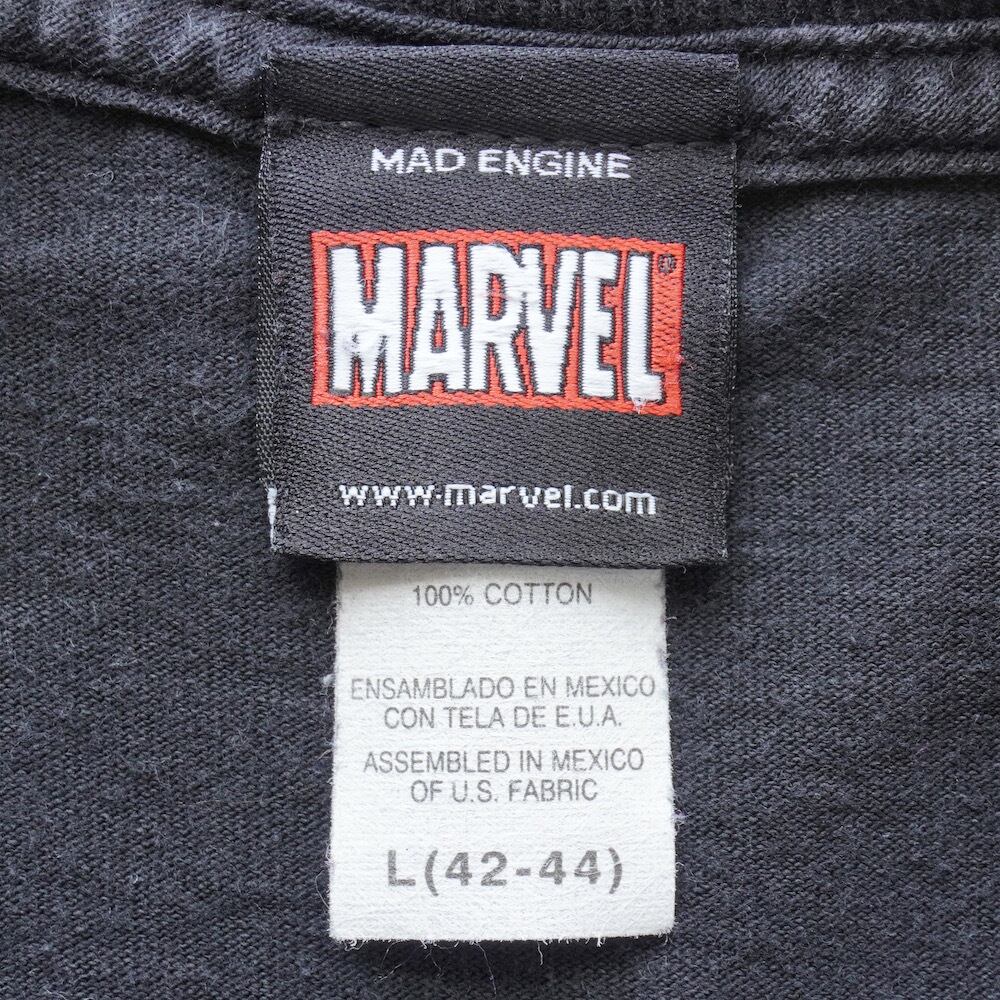 MAD ENGINE
MARVEL®
www.marvel.com
100% COTTON
ENSAMBLADO EN MEXICO
CON TELA DE E.U.A.
ASSEMBLED IN MEXICO
OF U.S. FABRIC
L(42-44)